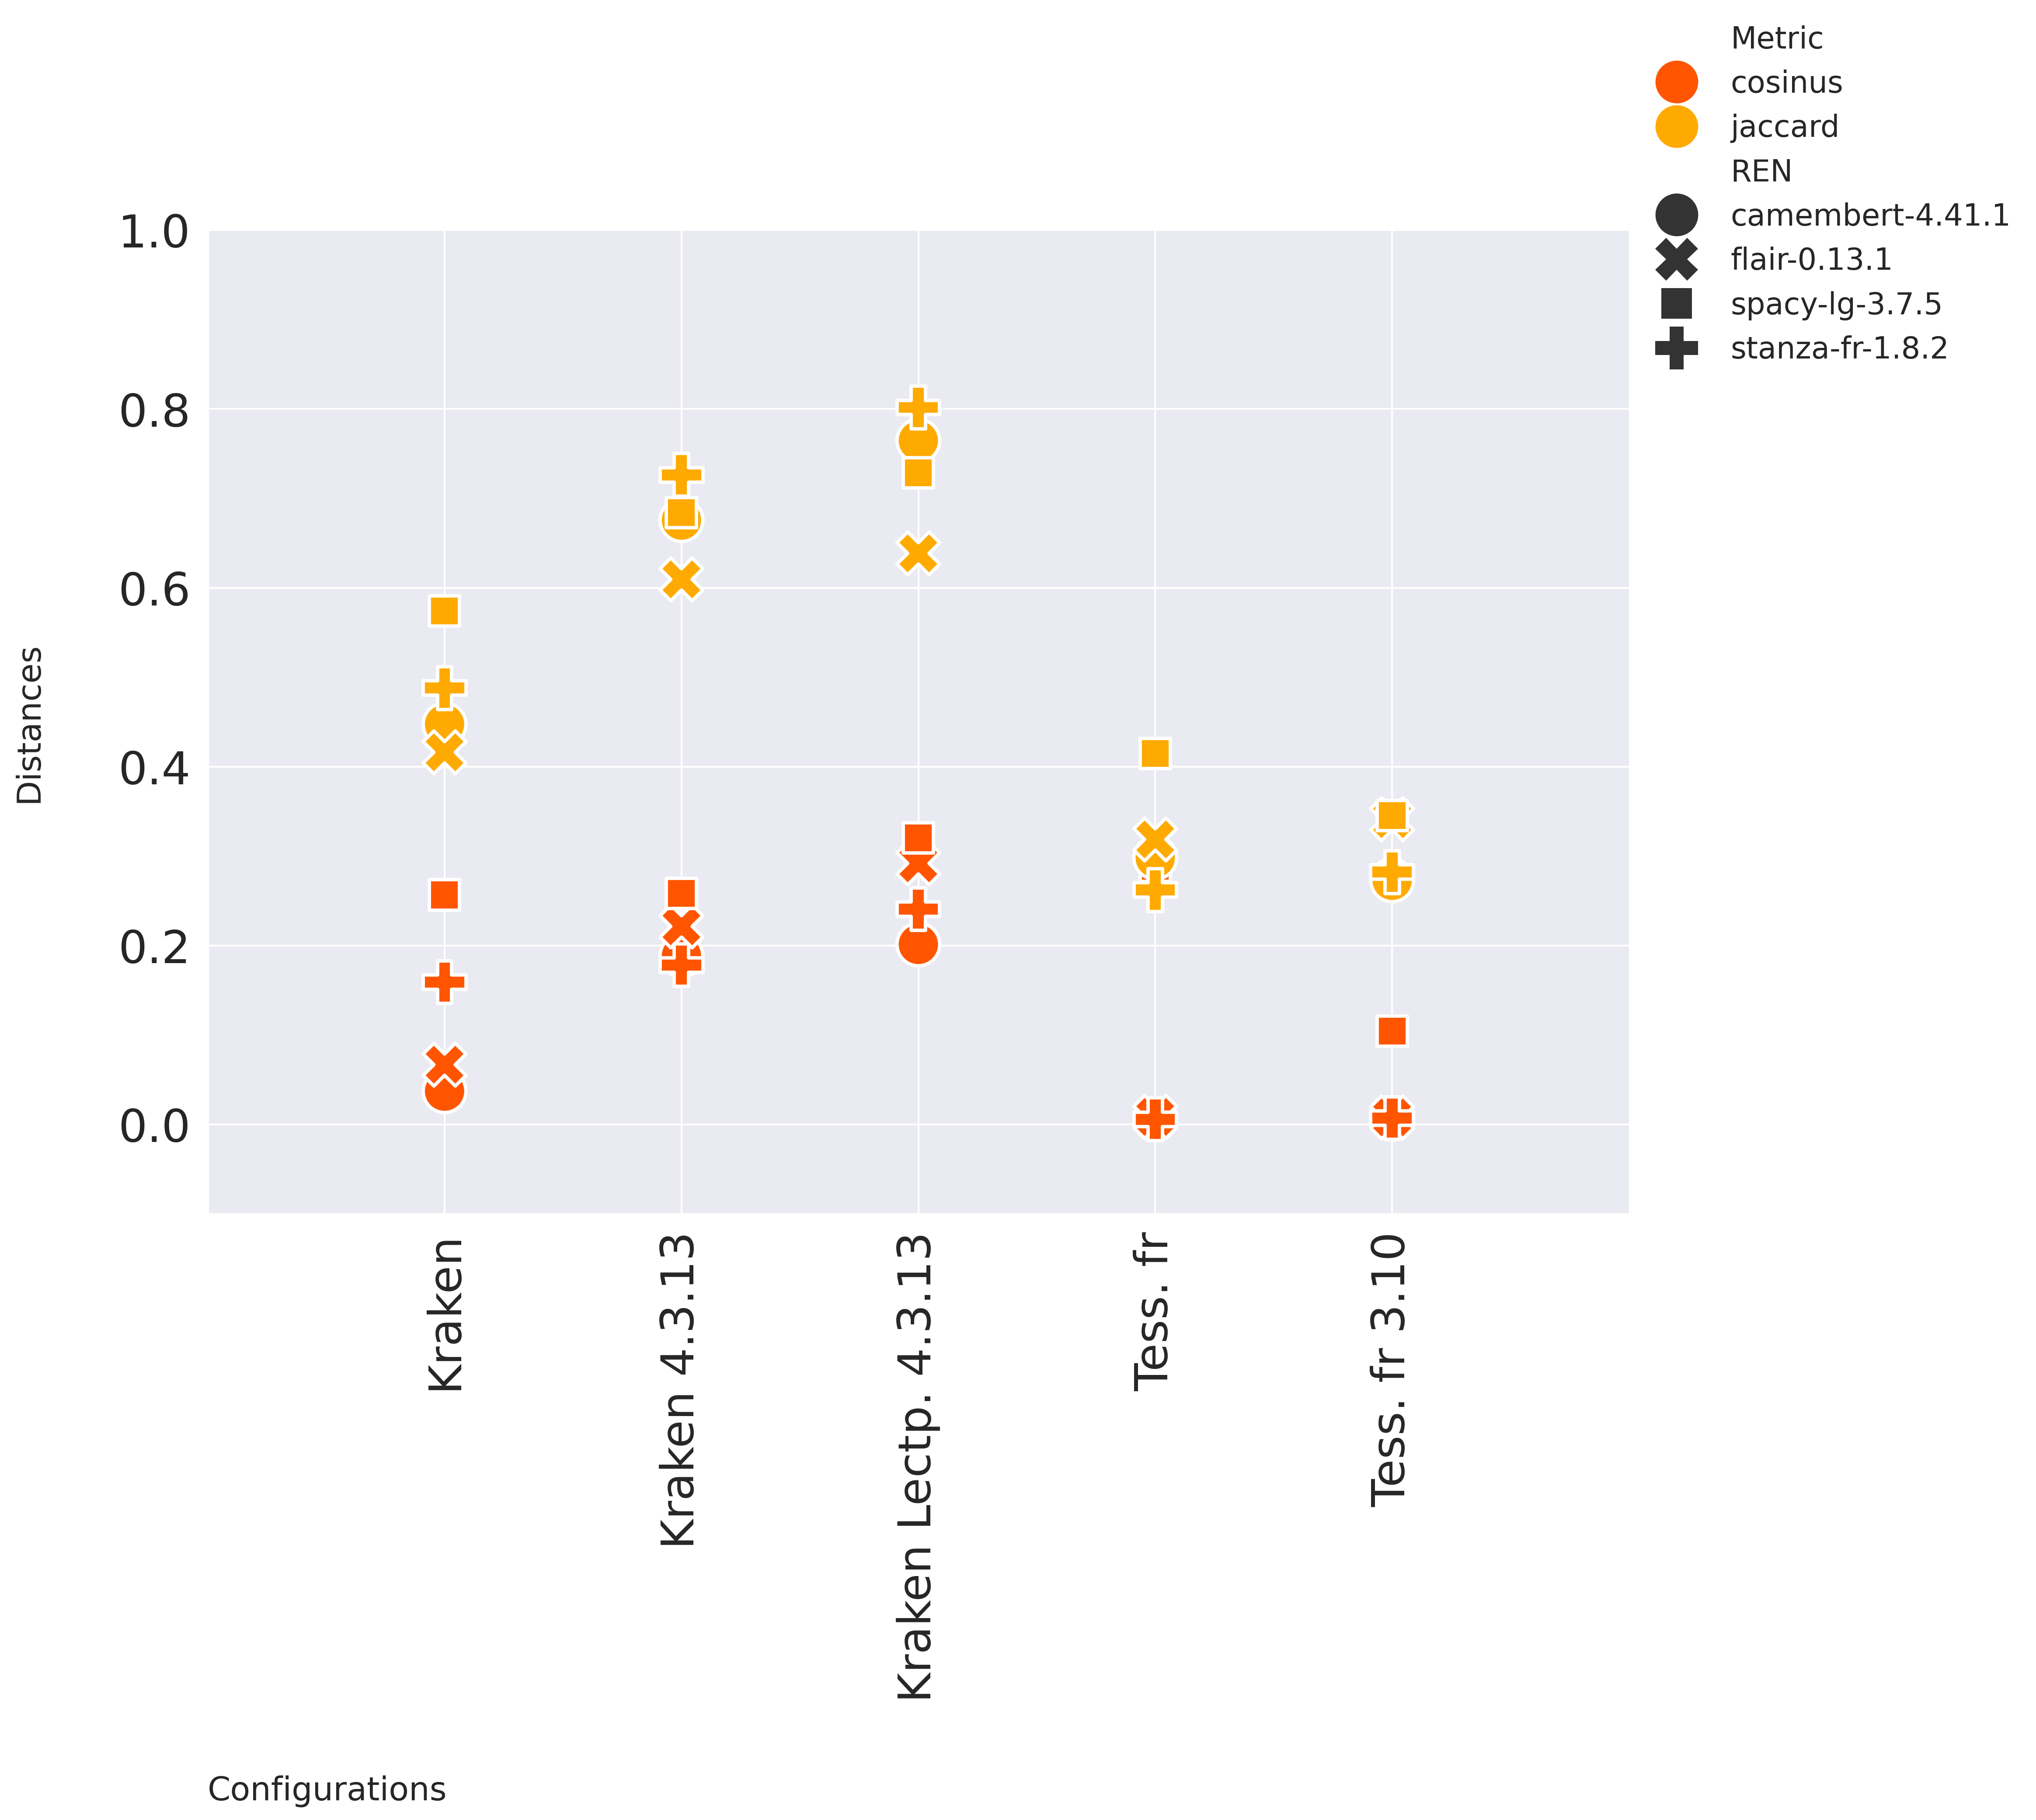 Metric
cosinus
jaccard
REN
camembert-4.41.1
flair-0.13.1
spacy-lg-3.7.5
stanza-fr-1.8.2
1.0
0.8
0.6
0.4
0.2
0.0
Distances
Kraken
Kraken 4.3.13
Kraken Lectp. 4.3.13
Tess. fr
Tess. fr 3.10
Configurations